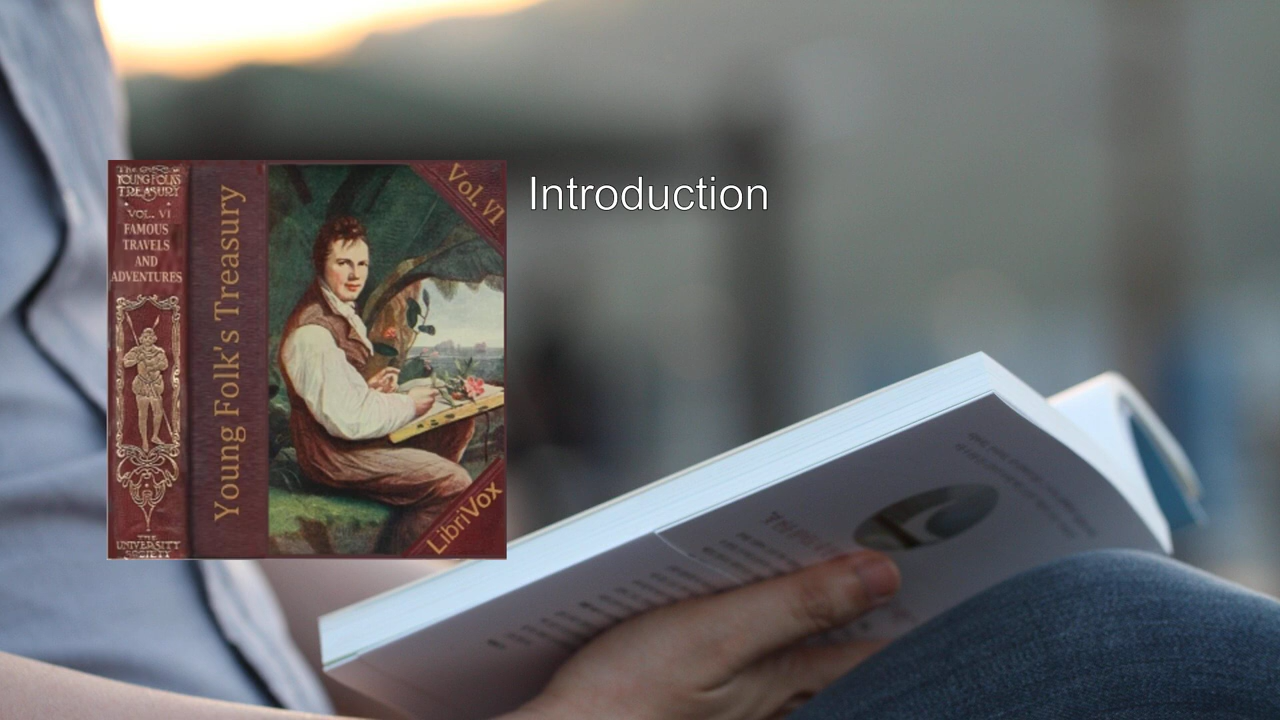 THE
YOUNG FOLKS
TREASURY
VOL. VI
FAMOUS
TRAVELS
AND
ADVENTURES
THE
UNIVERSITY
SOCIETY
Young Folk's Treasury
Vol. VI
LibriVox
Introduction